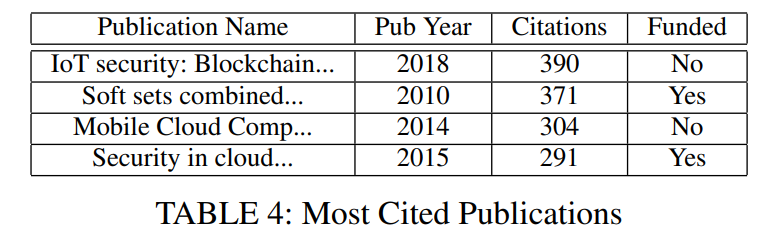 Publication Name Pub Year Citations Funded
IoT security: Blockchain... 2018 390 No
Soft sets combined... 2010 371 Yes
Mobile Cloud Comp... 2014 304 No
Security in cloud... 2015 291 Yes
TABLE 4: Most Cited Publications